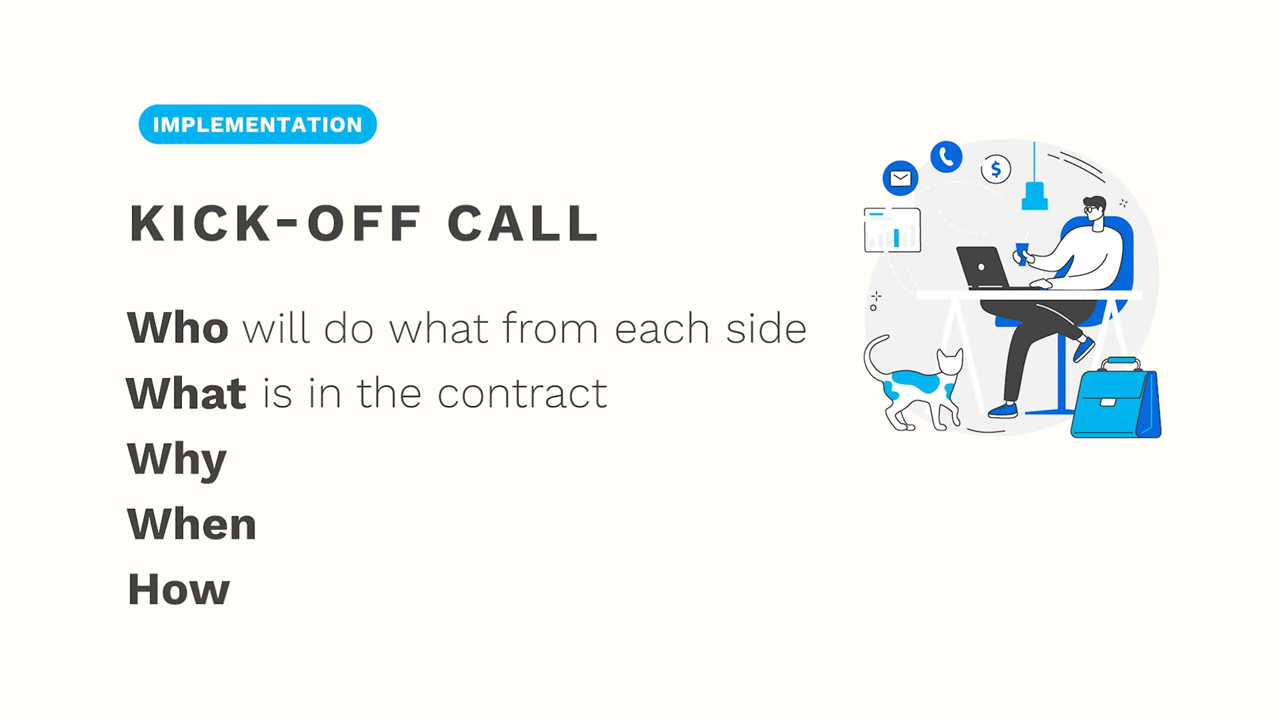 IMPLEMENTATION
KICK-OFF CALL
Who will do what from each side
What is in the contract
Why
When
How
$